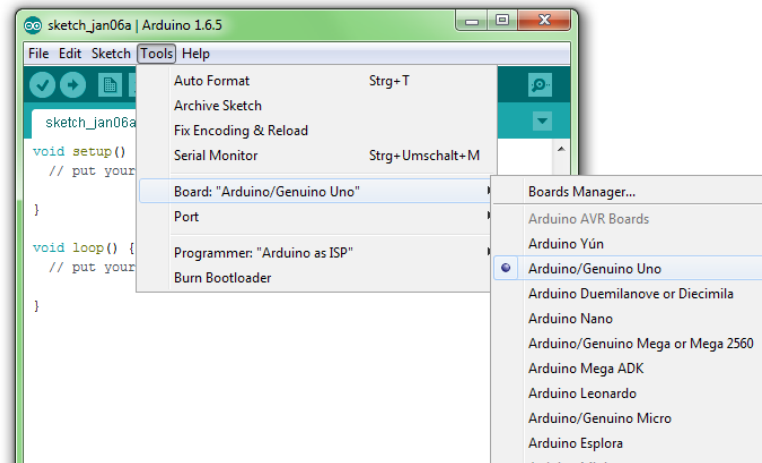 sketch_jan06a | Arduino 1.6.5
File Edit Sketch Tools Help
sketch_jan06a
void setup()
// put your
}
void loop() {
// put your
}
Auto Format Strg+T
Archive Sketch
Fix Encoding & Reload
Serial Monitor Strg+Umschalt+M
Board: "Arduino/Genuino Uno"
Port
Programmer: "Arduino as ISP"
Burn Bootloader
Boards Manager...
Arduino AVR Boards
Arduino Yún
Arduino/Genuino Uno
Arduino Duemilanove or Diecimila
Arduino Nano
Arduino/Genuino Mega or Mega 2560
Arduino Mega ADK
Arduino Leonardo
Arduino/Genuino Micro
Arduino Esplora